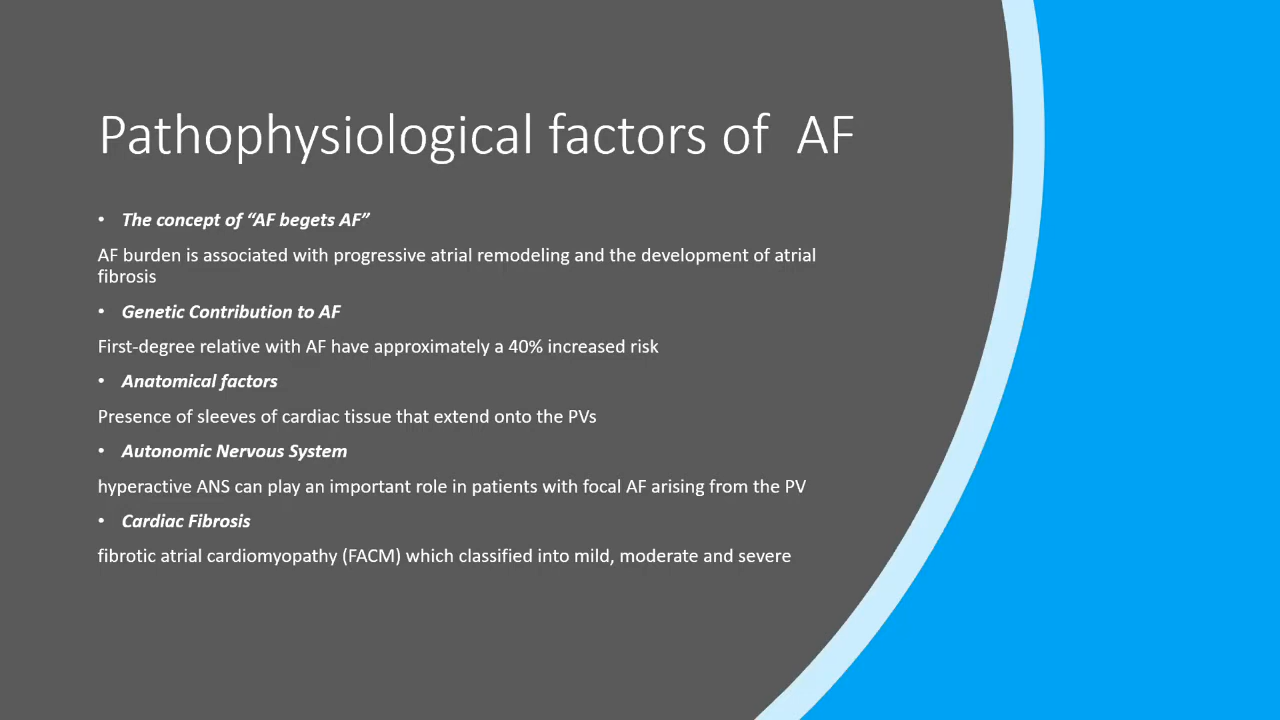 Pathophysiological factors of  AF
• The concept of “AF begets AF”
AF burden is associated with progressive atrial remodeling and the development of atrial
fibrosis
• Genetic Contribution to AF
First-degree relative with AF have approximately a 40% increased risk
• Anatomical factors
Presence of sleeves of cardiac tissue that extend onto the PVs
• Autonomic Nervous System
hyperactive ANS can play an important role in patients with focal AF arising from the PV
• Cardiac Fibrosis
fibrotic atrial cardiomyopathy (FACM) which classified into mild, moderate and severe